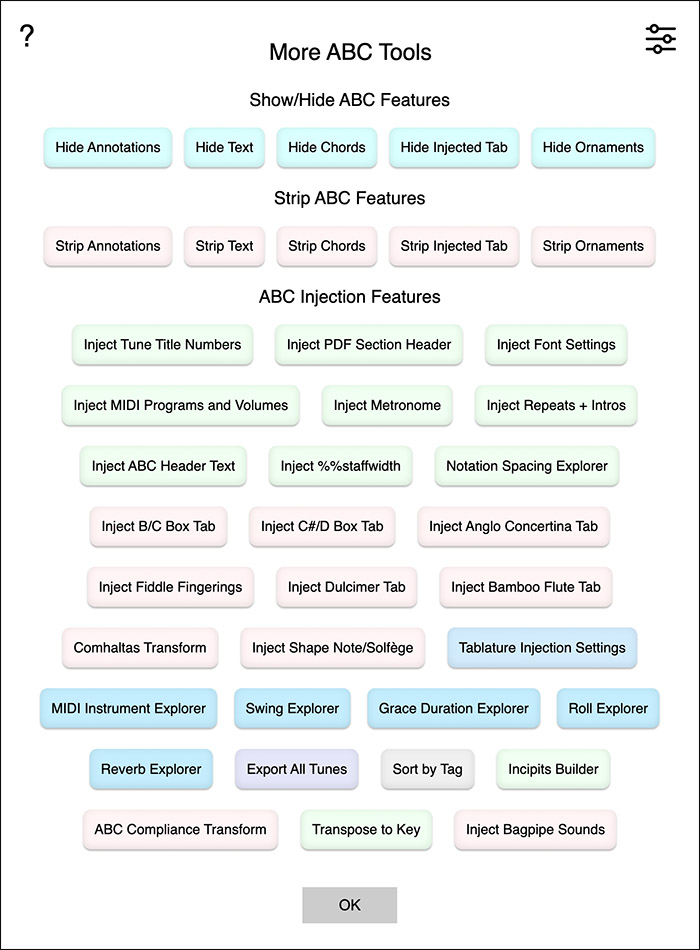 ?
More ABC Tools
Show/Hide ABC Features
Hide Annotations Hide Text Hide Chords Hide Injected Tab Hide Ornaments
Strip ABC Features
Strip Annotations Strip Text Strip Chords Strip Injected Tab Strip Ornaments
ABC Injection Features
Inject Tune Title Numbers Inject PDF Section Header Inject Font Settings
Inject MIDI Programs and Volumes Inject Metronome Inject Repeats + Intros
Inject ABC Header Text Inject %%staffwidth Notation Spacing Explorer
Inject B/C Box Tab Inject C#/D Box Tab Inject Anglo Concertina Tab
Inject Fiddle Fingerings Inject Dulcimer Tab Inject Bamboo Flute Tab
Comhaltas Transform Inject Shape Note/Solfège Tablature Injection Settings
MIDI Instrument Explorer Swing Explorer Grace Duration Explorer Roll Explorer
Reverb Explorer Export All Tunes Sort by Tag Incipits Builder
ABC Compliance Transform Transpose to Key Inject Bagpipe Sounds
OK